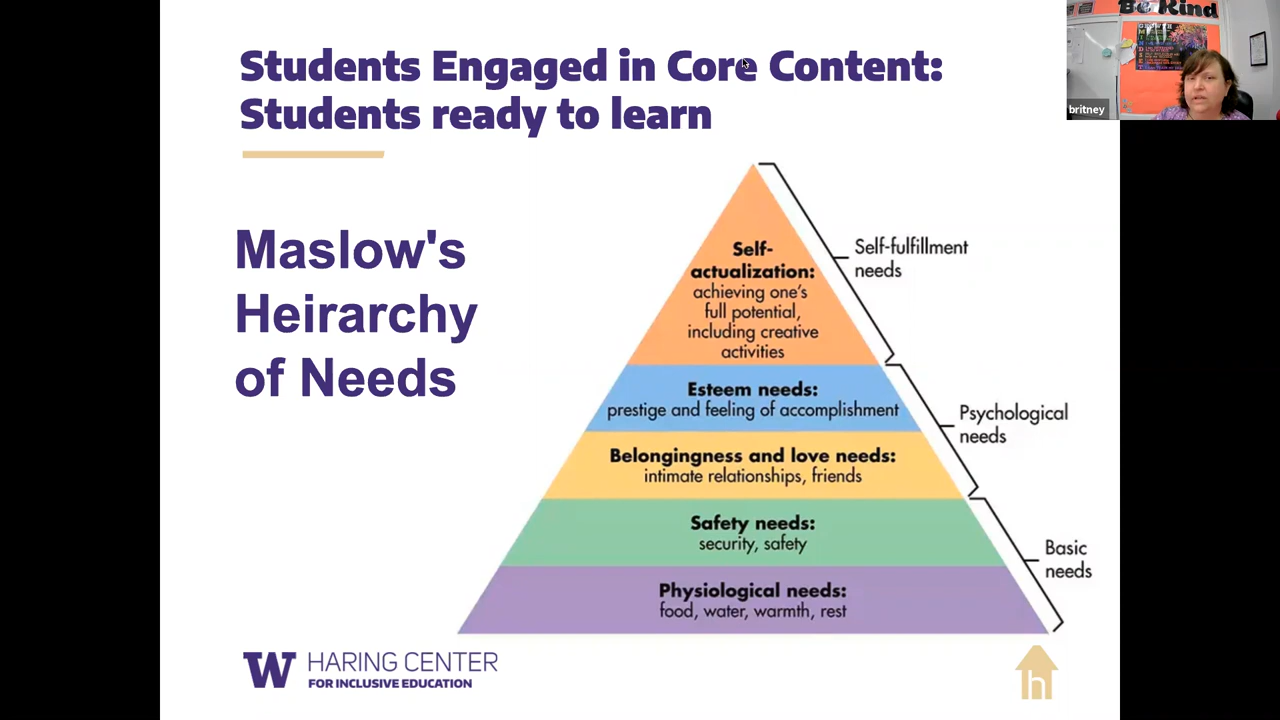 Students Engaged in Core Content:
Students ready to learn
Maslow's
Heirarchy
of Needs
Self-
actualization:
achieving one's
full potential,
including creative
activities
Esteem needs:
prestige and feeling of accomplishment
Belongingness and love needs:
intimate relationships, friends
Safety needs:
security, safety
Physiological needs:
food, water, warmth, rest
Self-fulfillment
needs
Psychological
needs
Basic
needs
W HARING CENTER
FOR INCLUSIVE EDUCATION
h
Be Kind
britney